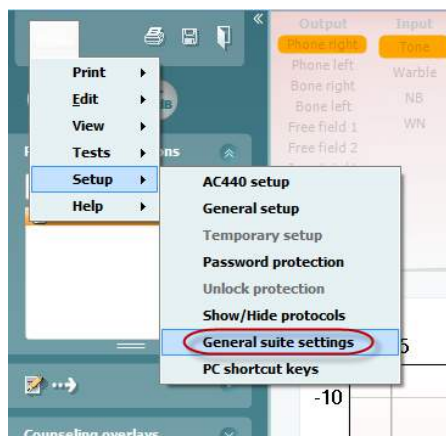 Output Input
Phone right Tone
Phone left Warble
Bone right
Bone left NB
Free field 1 WN
Free field 2
Print
Edit
View
Tests
Setup
Help
AC440 setup
General setup
Temporary setup
Password protection
Unlock protection
Show/Hide protocols
General suite settings
PC shortcut keys
5
-10
Counseling overlays